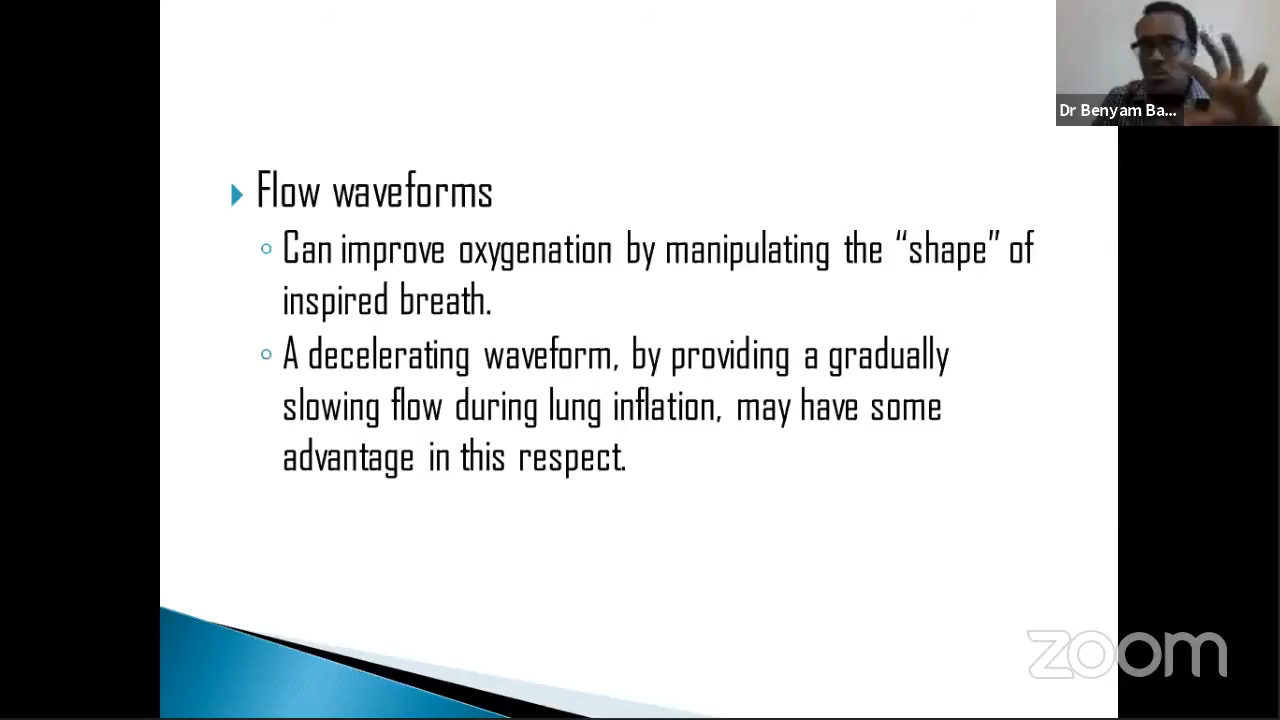 Dr Benyam Ba...
Flow waveforms
Can improve oxygenation by manipulating the “shape” of
inspired breath.
A decelerating waveform, by providing a gradually
slowing flow during lung inflation, may have some
advantage in this respect.
zoom